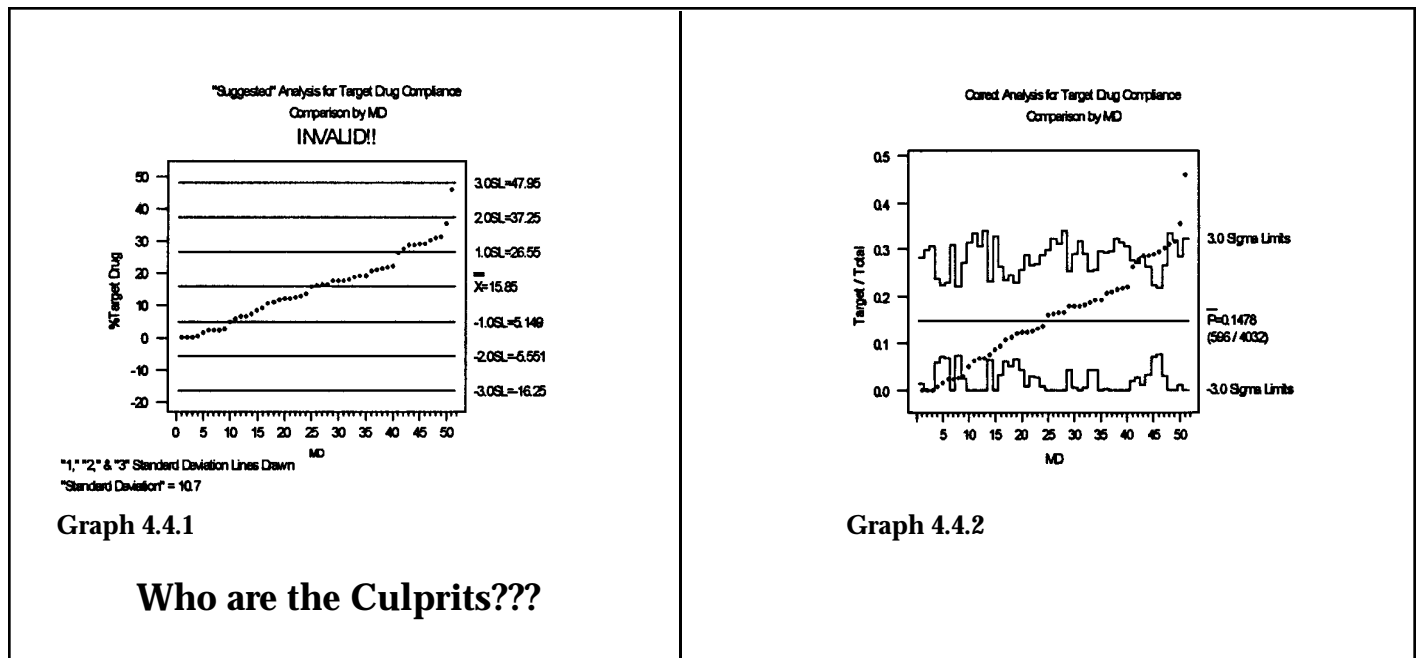 "Suggested" Analysis for Target Drug Compliance
Comparison by MD
INVALID!!
50
40
30
20
10
0
-10
-20
%Target Drug
3.0SL=47.95
2.0SL=37.25
1.0SL=26.55
X=15.85
-1.0SL=5.149
-2.0SL=-5.551
-3.0SL=-16.25
0 5 10 15 20 25 30 35 40 45 50
MD
"1," "2," & "3" Standard Deviation Lines Drawn
"Standard Deviation" = 10.7
Graph 4.4.1
Who are the Culprits???
Correct Analysis for Target Drug Compliance
Comparison by MD
0.5
0.4
0.3
0.2
0.1
0.0
Target / Total
3.0 Sigma Limits
P=0.1478
(596 / 4032)
-3.0 Sigma Limits
5 10 15 20 25 30 35 40 45 50
MD
Graph 4.4.2